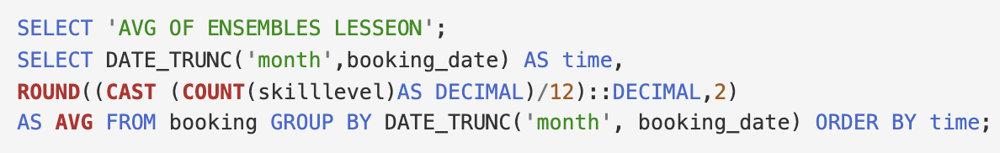 SELECT 'AVG OF ENSEMBLES LESSEON';
SELECT DATE_TRUNC('month',booking_date) AS time,
ROUND((CAST (COUNT(skilllevel)AS DECIMAL)/12)::DECIMAL,2)
AS AVG FROM booking GROUP BY DATE_TRUNC('month', booking_date) ORDER BY time;